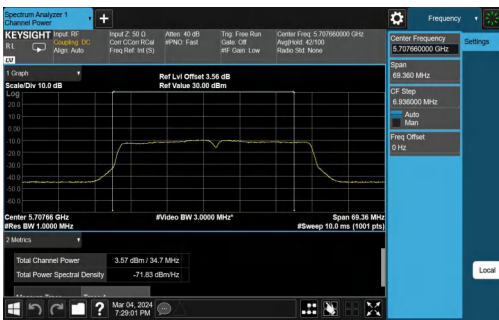 Spectrum Analyzer 1
Channel Power
Frequency
KEYSIGHT
RL
Input: RF
Coupling: DC
Align: Auto
Input Z: 50 Ω
Corr CCorr RCal
Freq Ref: Int (S)
Atten: 40 dB
#PNO: Fast
Trig: Free Run
Gate: Off
#IF Gain: Low
Center Freq: 5.707660000 GHz
Avg|Hold: 42/100
Radio Std: None
Center Frequency
5.707660000 GHz
Settings
Span
69.360 MHz
CF Step
6.936000 MHz
Auto
Man
Freq Offset
0 Hz
Local
1 Graph
Scale/Div 10.0 dB
Ref Lvl Offset 3.56 dB
Ref Value 30.00 dBm
Log
20.0
10.0
0.00
-10.0
-20.0
-30.0
-40.0
-50.0
-60.0
Center 5.70766 GHz
#Res BW 1.0000 MHz
#Video BW 3.0000 MHz*
Span 69.36 MHz
#Sweep 10.0 ms (1001 pts)
2 Metrics
Total Channel Power
3.57 dBm / 34.7 MHz
Total Power Spectral Density
-71.83 dBm/Hz
Mar 04, 2024
7:29:01 PM